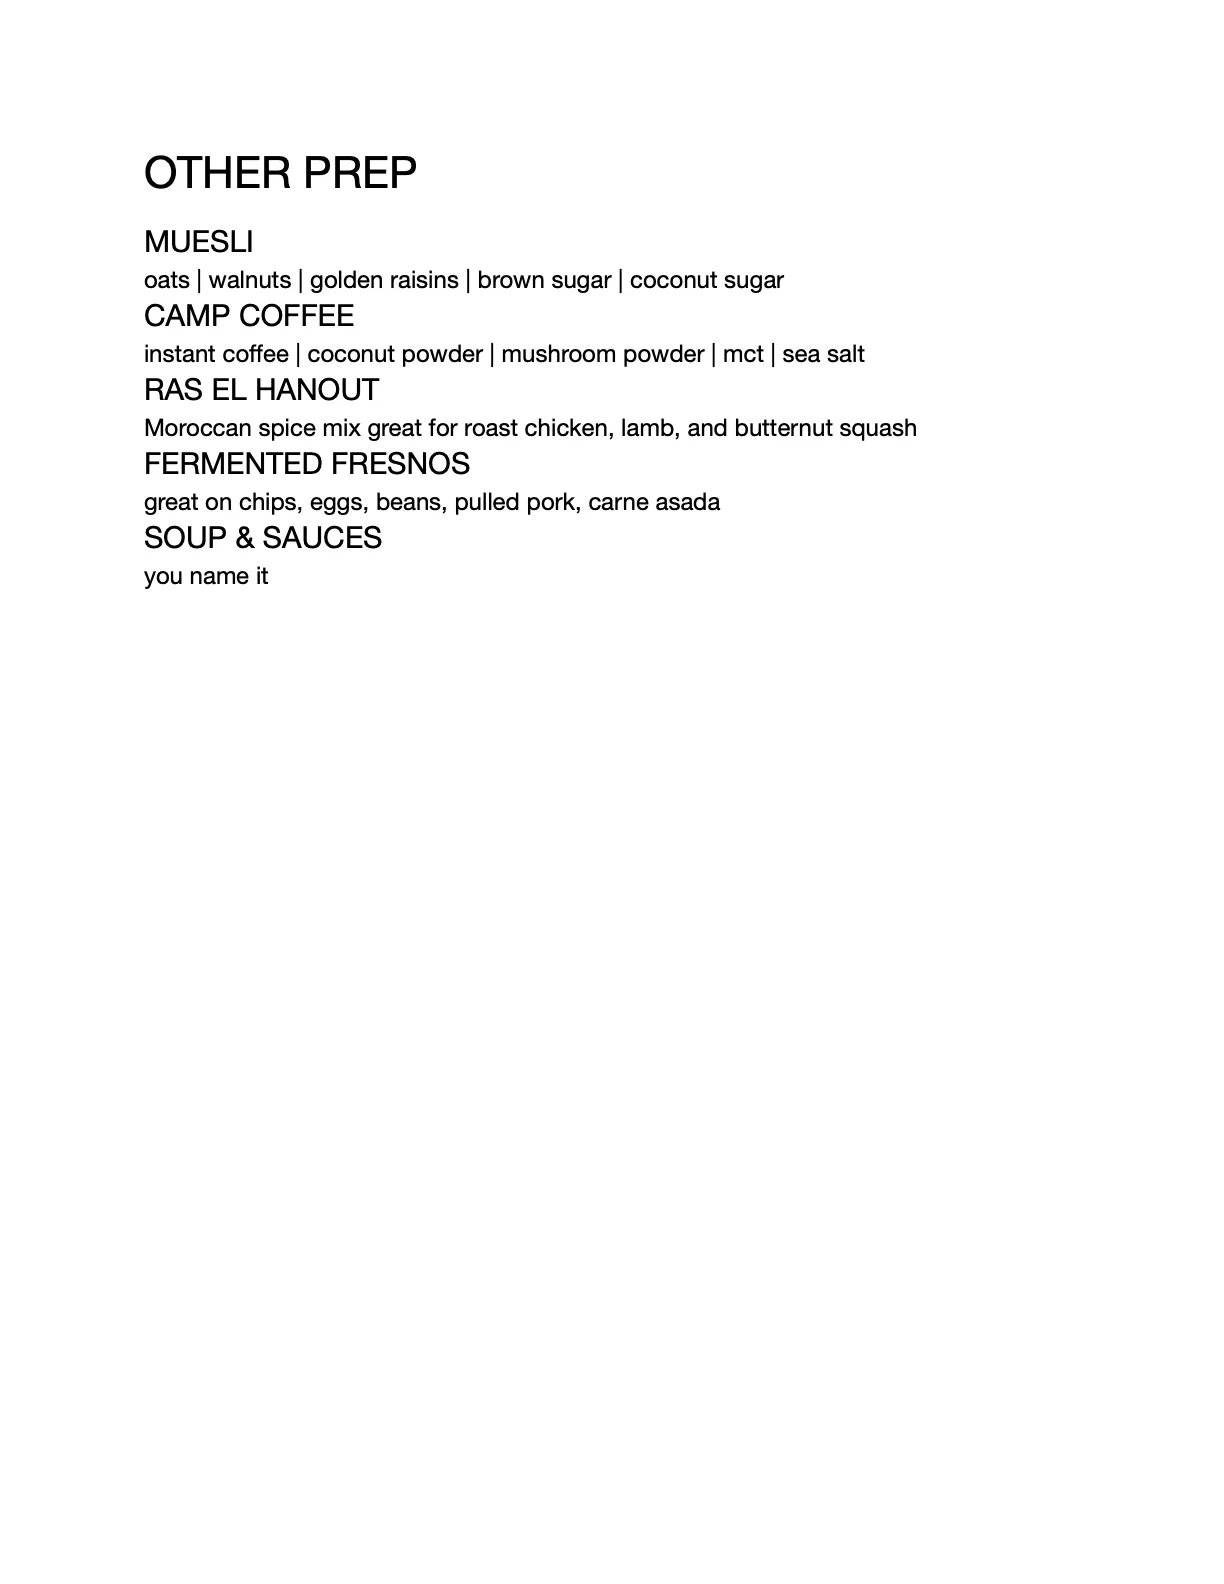 OTHER PREP
MUESLI
oats | walnuts | golden raisins | brown sugar | coconut sugar
CAMP COFFEE
instant coffee | coconut powder | mushroom powder | mct | sea salt
RAS EL HANOUT
Moroccan spice mix great for roast chicken, lamb, and butternut squash
FERMENTED FRESNOS
great on chips, eggs, beans, pulled pork, carne asada
SOUP & SAUCES
you name it